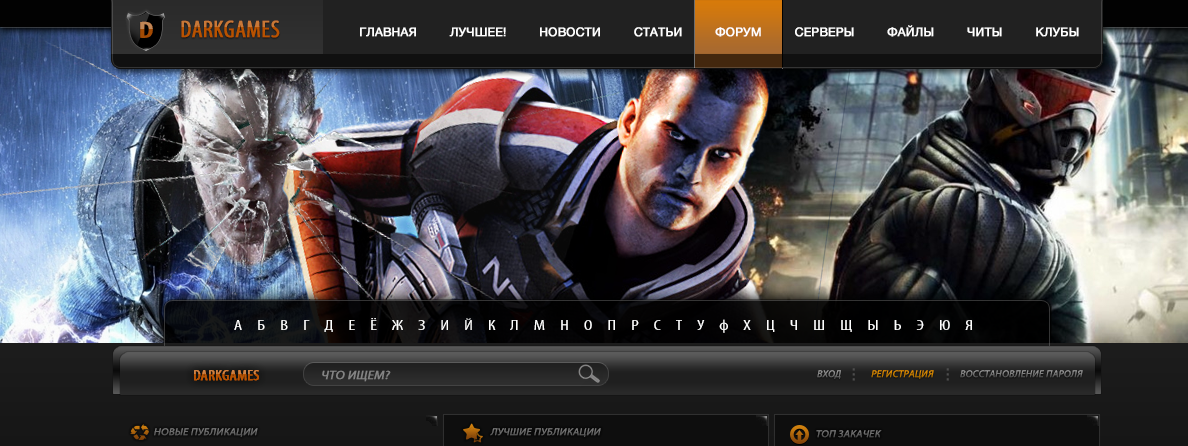 D DARKGAMES ГЛАВНАЯ ЛУЧШЕЕ! НОВОСТИ СТАТЬИ ФОРУМ СЕРВЕРЫ ФАЙЛЫ ЧИТЫ КЛУБЫ
N7
А Б В Г Д Е Ё Ж З И Й К Л М Н О П Р С Т У ф Х Ц Ч Ш Щ Ы Ь Э Ю Я
DARKGAMES ЧТО ИЩЕМ? ВХОД РЕГИСТРАЦИЯ ВОССТАНОВЛЕНИЕ ПАРОЛЯ
НОВЫЕ ПУБЛИКАЦИИ ЛУЧШИЕ ПУБЛИКАЦИИ ТОП ЗАКАЧЕК